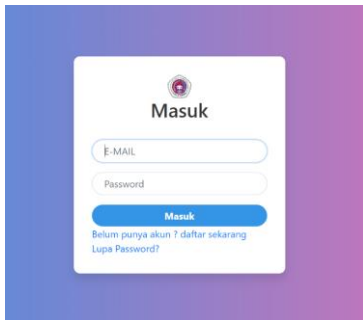 Masuk
E-MAIL
Password
Masuk
Belum punya akun ? daftar sekarang
Lupa Password?